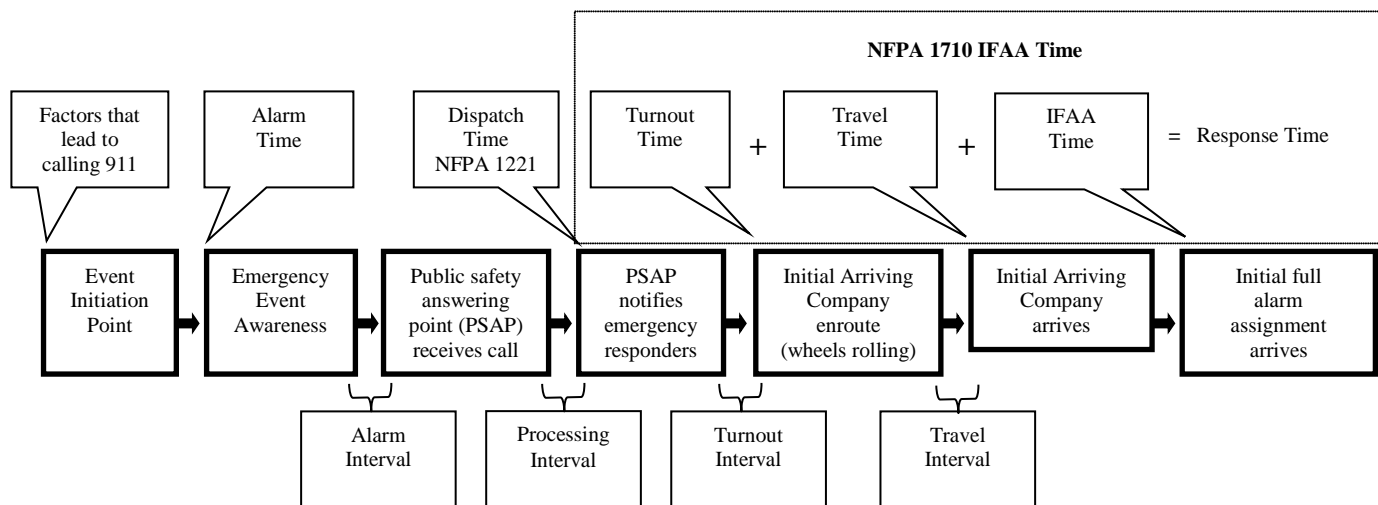 NFPA 1710 IFAA Time
Factors that
lead to
calling 911
Alarm
Time
Dispatch
Time
NFPA 1221
Turnout
Time
+
Travel
Time
+
IFAA
Time
= Response Time
Event
Initiation
Point
Emergency
Event
Awareness
Public safety
answering
point (PSAP)
receives call
PSAP
notifies
emergency
responders
Initial Arriving
Company
enroute
(wheels rolling)
Initial Arriving
Company
arrives
Initial full
alarm
assignment
arrives
Alarm
Interval
Processing
Interval
Turnout
Interval
Travel
Interval